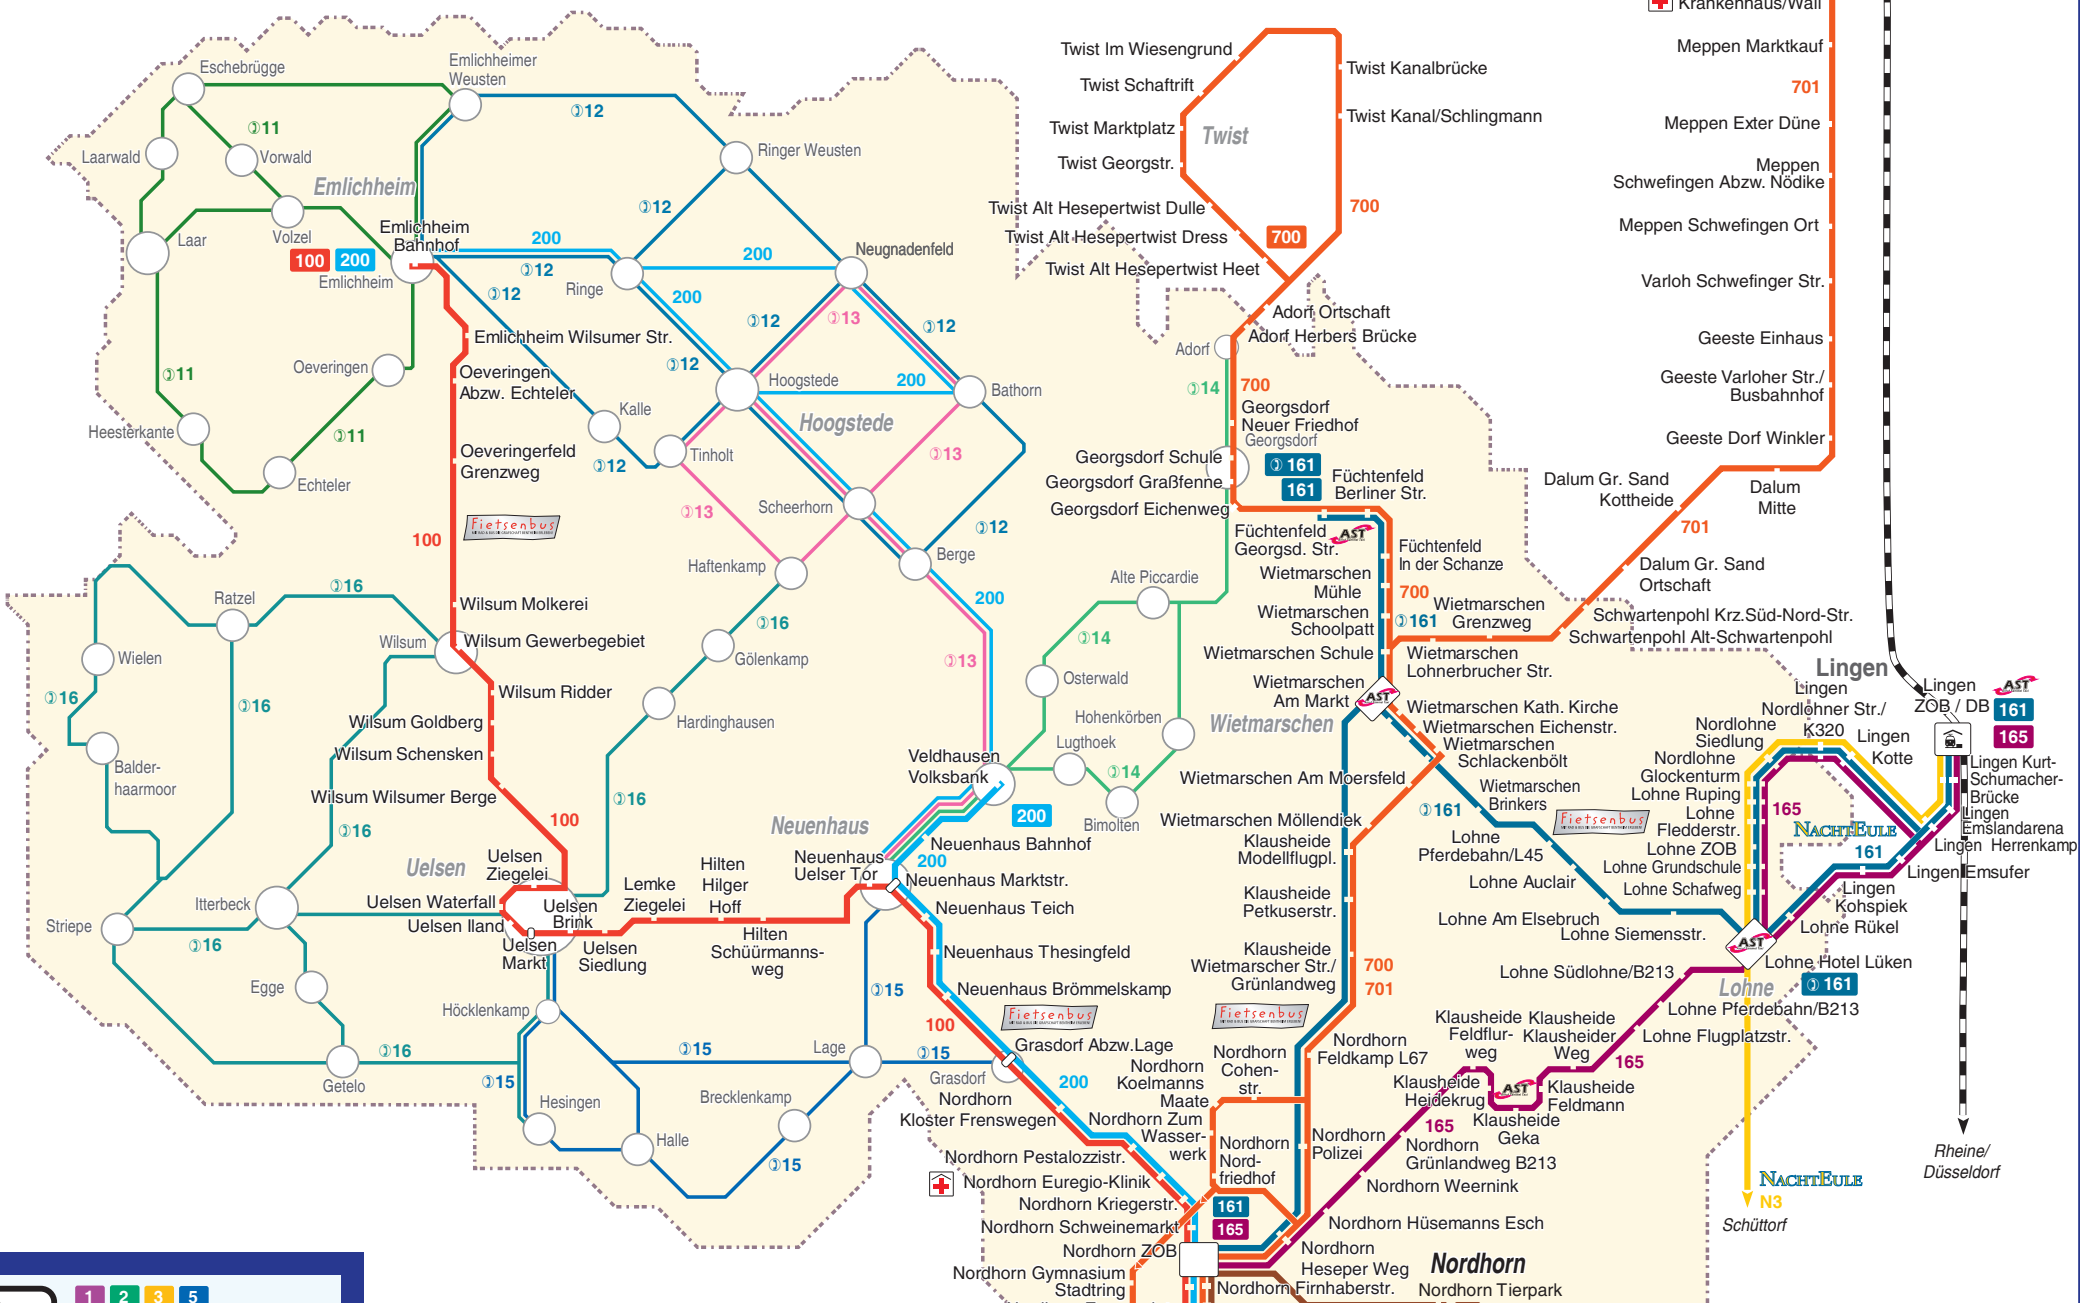 Krankenhaus/Wall
Meppen Marktkauf
701
Meppen Exter Düne
Meppen
Schwefingen Abzw. Nödike
Meppen Schwefingen Ort
Varloh Schwefinger Str.
Geeste Einhaus
Geeste Varloher Str./
Busbahnhof
Geeste Dorf Winkler
Dalum
Mitte
Dalum Gr. Sand
Kottheide
701
Dalum Gr. Sand
Ortschaft
Schwartenpohl Krz.Süd-Nord-Str.
Schwartenpohl Alt-Schwartenpohl
Twist Im Wiesengrund
Twist Schaftrift
Twist Marktplatz
Twist Georgstr.
Twist
Twist Kanalbrücke
Twist Kanal/Schlingmann
700
700
Twist Alt Hesepertwist Dulle
Twist Alt Hesepertwist Dress
Twist Alt Hesepertwist Heet
Adorf Ortschaft
Adorf Herbers Brücke
Adorf
14
700
Georgsdorf
Neuer Friedhof
Georgsdorf
Georgsdorf Schule
Georgsdorf Graßfenne
Georgsdorf Eichenweg
161
161
Füchtenfeld
Berliner Str.
Füchtenfeld
Georgsd. Str.
AST
Füchtenfeld
In der Schanze
Wietmarschen
Mühle
700
Wietmarschen
Schoolpatt
161
Wietmarschen
Grenzweg
Wietmarschen Schule
Wietmarschen
Lohnerbrucher Str.
Wietmarschen
Am Markt
AST
Wietmarschen
Wietmarschen Kath. Kirche
Wietmarschen Eichenstr.
Wietmarschen
Schlackenbölt
Wietmarschen Am Moersfeld
Wietmarschen
Brinkers
161
Wietmarschen Möllendiek
Fietsenbus
Klausheide
Modellflugpl.
Lohne
Pferdebahn/L45
Lohne Auclair
Klausheide
Petkuserstr.
Lohne Am Elsebruch
Lohne Siemensstr.
Klausheide
Wietmarscher Str./
Grünlandweg
700
701
Lohne Südlohne/B213
Lingen
Lingen
ZOB / DB
AST
161
165
Lingen
Nordlohner Str./
K320
Nordlohne
Siedlung
Lingen
Kotte
Nordlohne
Glockenturm
Lohne Ruping
Lohne
Fledderstr.
Lohne ZOB
Lohne Grundschule
Lohne Schafweg
165
NACHTEULE
161
Lingen Kurt-
Schumacher-
Brücke
Lingen
Emslandarena
Lingen Herrenkamp
Lingen Emsufer
Lingen
Kohspiek
Lohne Rükel
AST
Lohne Hotel Lüken
Lohne
161
Lohne Pferdebahn/B213
Lohne Flugplatzstr.
165
Klausheide
Feldflur-
weg
Klausheide
Klausheider
Weg
Klausheide
Heidekrug
AST
Klausheide
Feldmann
Klausheide
Geka
165
Nordhorn
Grünlandweg B213
Nordhorn Weernink
Nordhorn Hüsemanns Esch
Rheine/
Düsseldorf
NACHTEULE
N3
Schüttorf
Fietsenbus
Nordhorn
Feldkamp L67
Nordhorn
Cohen-
str.
Nordhorn
Koelmanns
Maate
Nordhorn Zum
Wasser-
werk
Nordhorn
Nord-
friedhof
Nordhorn
Polizei
161
165
Nordhorn
Heseper Weg
Nordhorn Firnhaberstr.
Nordhorn
Nordhorn Tierpark
Nordhorn ZOB
Nordhorn Gymnasium
Stadtring
Nordhorn Schweinemarkt
Nordhorn Kriegerstr.
Nordhorn Euregio-Klinik
Nordhorn Pestalozzistr.
Nordhorn
Kloster Frenswegen
Grasdorf
Grasdorf Abzw.Lage
200
Fietsenbus
100
Neuenhaus Brömmelskamp
Neuenhaus Thesingfeld
Neuenhaus Teich
Neuenhaus Marktstr.
200
Neuenhaus Bahnhof
200
Neuenhaus
Uelser Tor
Neuenhaus
Veldhausen
Volksbank
Eschebrügge
Emlichheimer
Weusten
11
12
Laarwald
Vorwald
Ringer Weusten
Emlichheim
12
Emlichheim
Bahnhof
Volzel
Laar
100
200
Emlichheim
200
12
Ringe
200
Neugnadenfeld
12
200
12
13
12
Emlichheim Wilsumer Str.
Oeveringen
Oeveringen
Abzw. Echteler
11
12
Hoogstede
200
Bathorn
Kalle
Hoogstede
Heesterkante
11
Echteler
Oeveringerfeld
Grenzweg
12
Tinholt
13
100
Fietsenbus
13
Scheerhorn
12
Berge
Haftenkamp
200
Alte Piccardie
Ratzel
16
Wilsum Molkerei
16
14
Wilsum
Wilsum Gewerbegebiet
Wielen
Gölenkamp
13
Osterwald
16
16
Wilsum Ridder
Wilsum Goldberg
Hardinghausen
Hohenkörben
Lugthoek
Balder-
haarmoor
Wilsum Schensken
14
Wilsum Wilsumer Berge
16
Bimolten
16
100
Uelsen
Uelsen
Ziegelei
Uelsen Waterfall
Uelsen Iland
Uelsen
Brink
Uelsen
Markt
Uelsen
Siedlung
Lemke
Ziegelei
Hilten
Hilger
Hoff
Hilten
Schüürmanns-
weg
Itterbeck
Striepe
16
Egge
Höcklenkamp
15
Getelo
16
15
Lage
15
15
Hesingen
Brecklenkamp
Halle
15
1
2
3
5